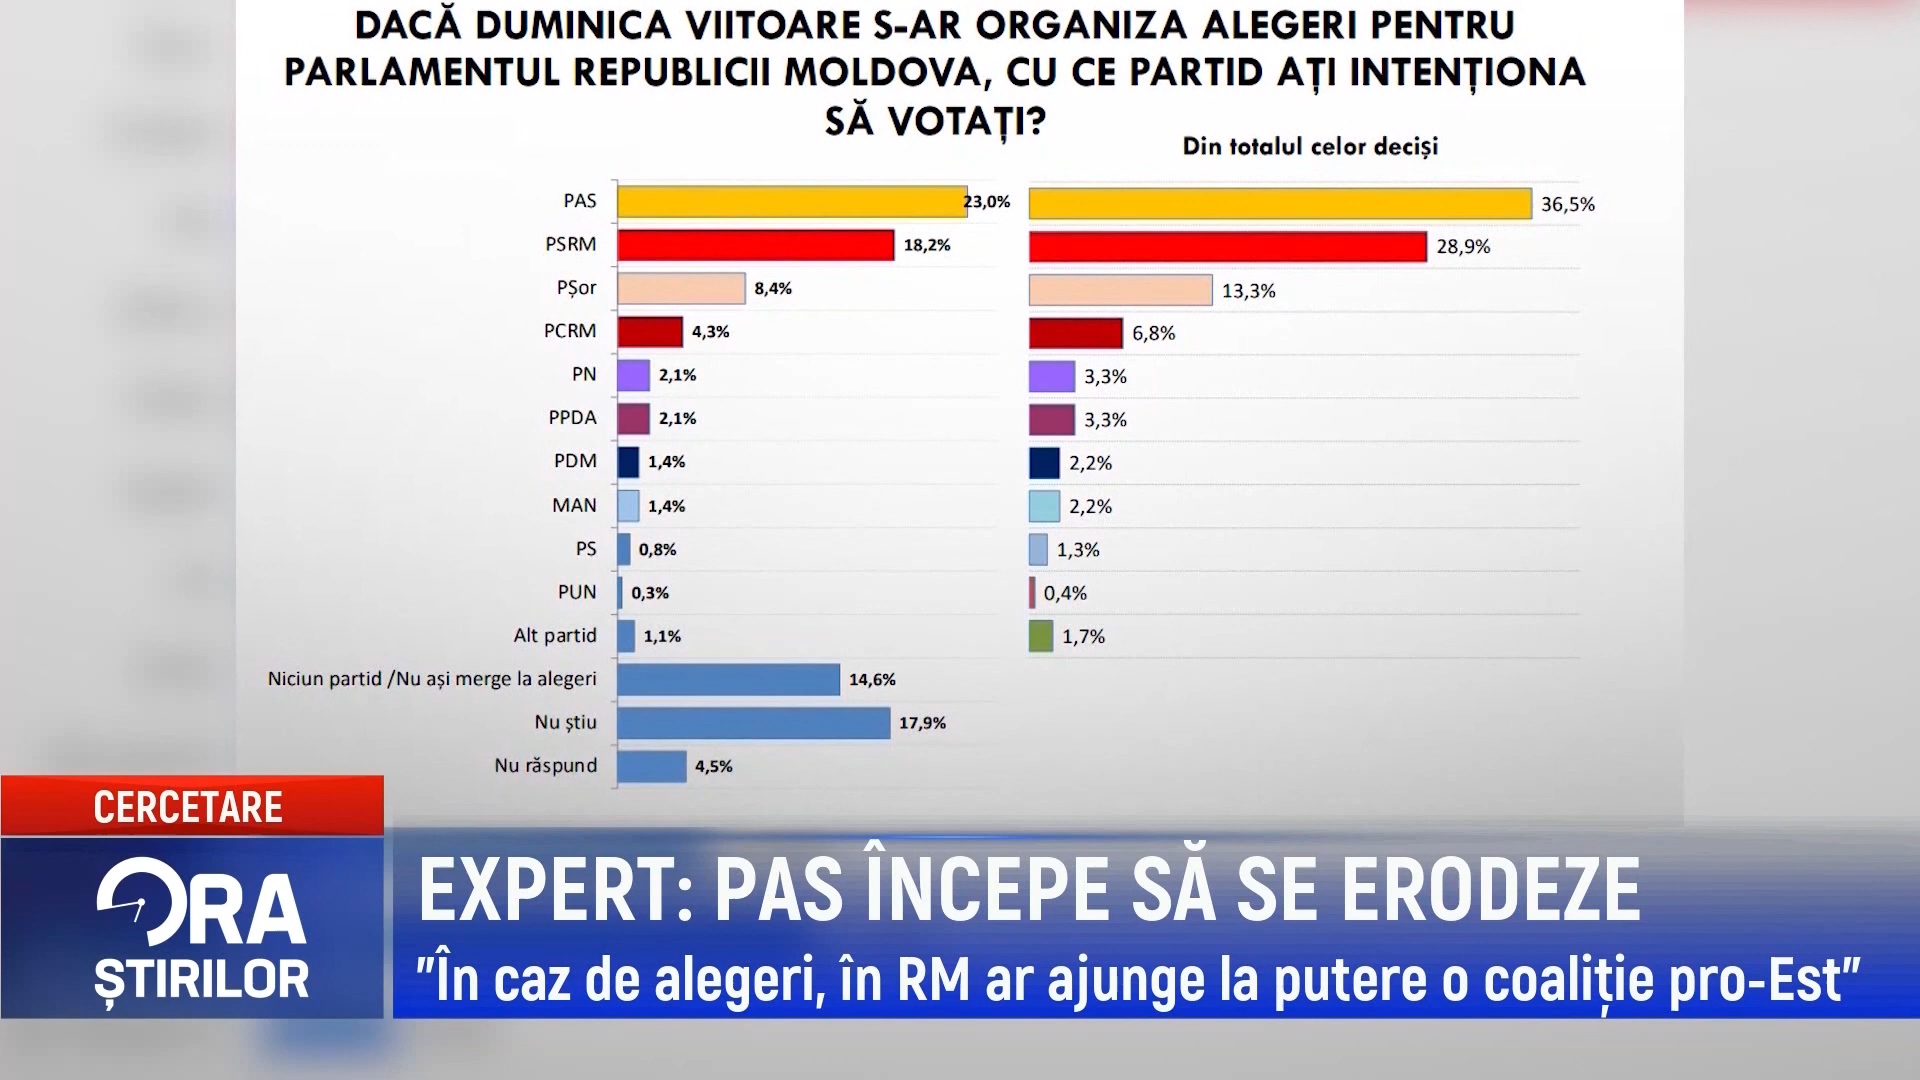 DACĂ DUMINICA VIITOARE S-AR ORGANIZA ALEGERI PENTRU
PARLAMENTUL REPUBLICII MOLDOVA, CU CE PARTID AȚI INTENȚIONA
SĂ VOTAȚI?
Din totalul celor deciși
PAS 23,0% 36,5%
PSRM 18,2% 28,9%
PȘor 8,4% 13,3%
PCRM 4,3% 6,8%
PN 2,1% 3,3%
PPDA 2,1% 3,3%
PDM 1,4% 2,2%
MAN 1,4% 2,2%
PS 0,8% 1,3%
PUN 0,3% 0,4%
Alt partid 1,1% 1,7%
Niciun partid /Nu ași merge la alegeri 14,6%
Nu știu 17,9%
Nu răspund 4,5%
CERCETARE
ORA
ȘTIRILOR
EXPERT: PAS ÎNCEPE SĂ SE ERODEZE
"În caz de alegeri, în RM ar ajunge la putere o coaliție pro-Est"